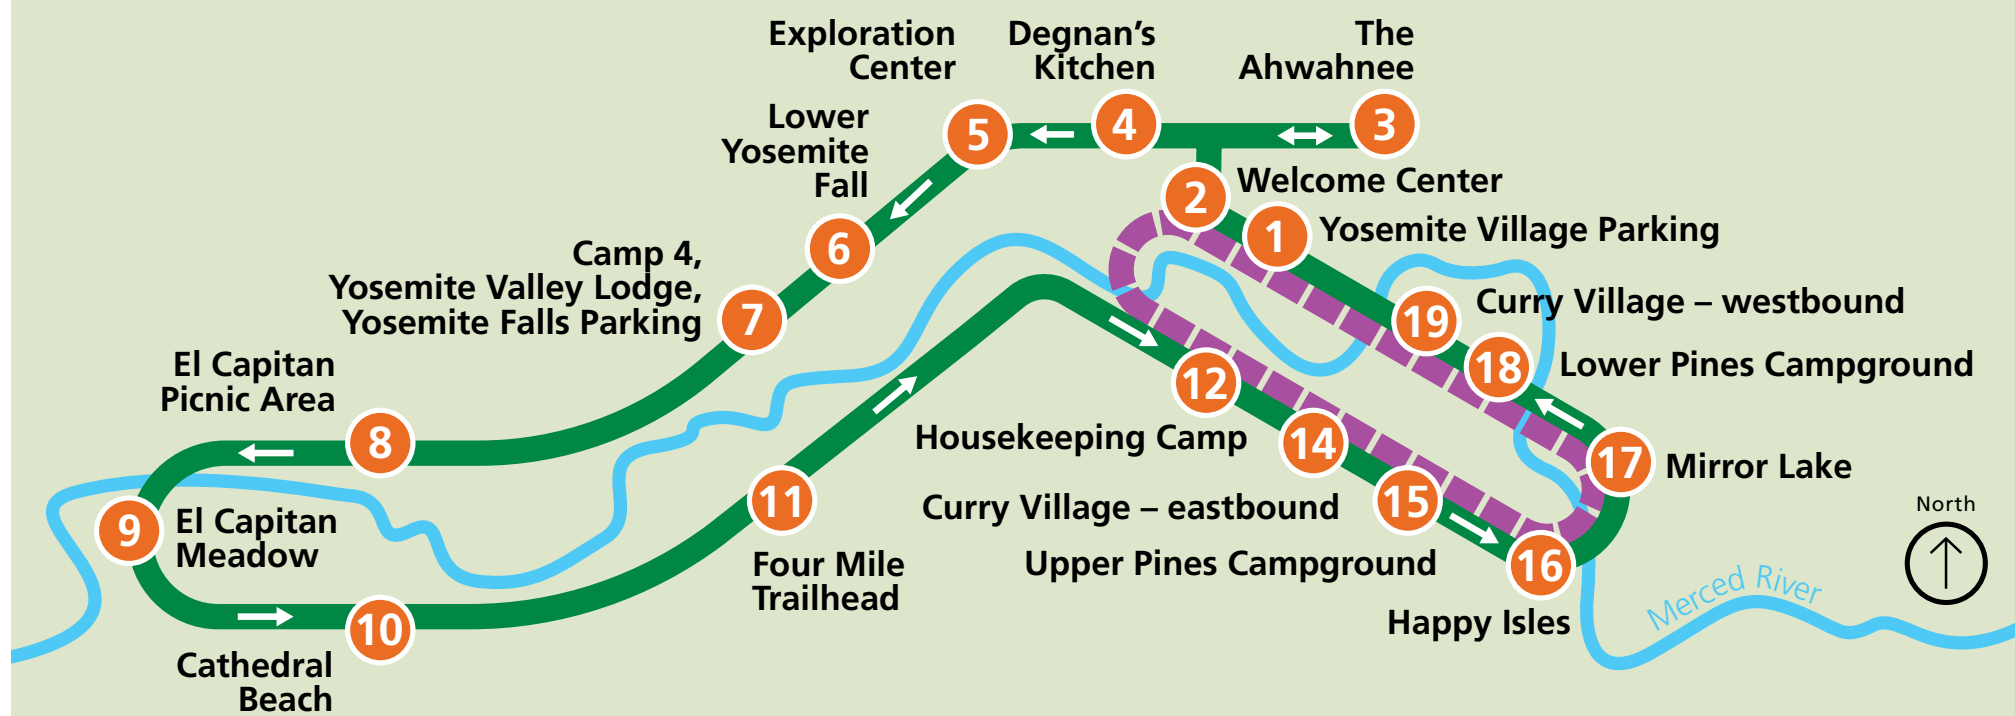 Exploration
Center
5
Degnan’s
Kitchen
4
The
Ahwahnee
3
Lower
Yosemite
Fall
6
2
Welcome Center
1
Yosemite Village Parking
Camp 4,
Yosemite Valley Lodge,
Yosemite Falls Parking
7
19
Curry Village – westbound
18
Lower Pines Campground
El Capitan
Picnic Area
8
12
Housekeeping Camp
14
17
Mirror Lake
9
El Capitan
Meadow
11
Four Mile
Trailhead
Curry Village – eastbound
15
Upper Pines Campground
16
Happy Isles
10
Cathedral
Beach
Merced River
North